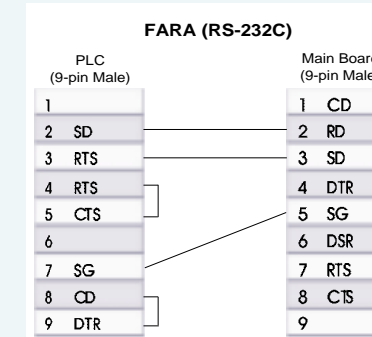 FARA (RS-232C)
PLC
(9-pin Male)
1
2 SD
3 RTS
4 RTS
5 CTS
6
7 SG
8 CD
9 DTR
Main Boar
(9-pin Male
1 CD
2 RD
3 SD
4 DTR
5 SG
6 DSR
7 RTS
8 CTS
9